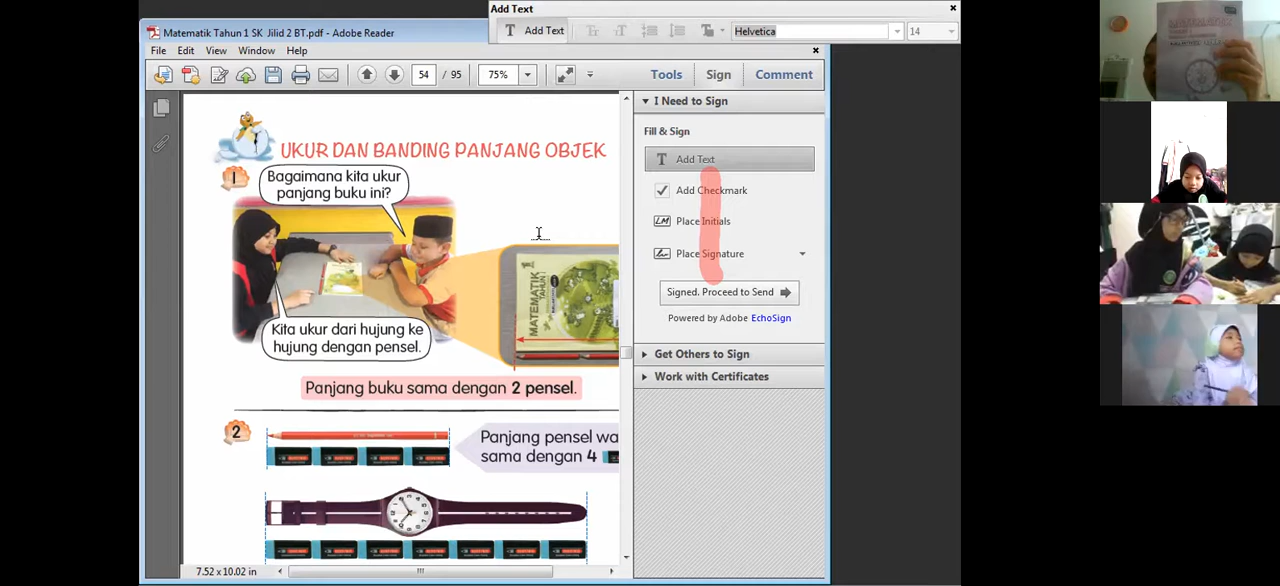 Add Text
Matematik Tahun 1 SK Jilid 2 BT.pdf - Adobe Reader
T Add Text
Helvetica
14
File Edit View Window Help
54 / 95
75%
Tools Sign Comment
I Need to Sign
Fill & Sign
T Add Text
Add Checkmark
LM Place Initials
Place Signature
Signed. Proceed to Send
Powered by Adobe EchoSign
Get Others to Sign
Work with Certificates
UKUR DAN BANDING PANJANG OBJEK
1
Bagaimana kita ukur
panjang buku ini?
MATEMATIK
TAHUN 1
Kita ukur dari hujung ke
hujung dengan pensel.
Panjang buku sama dengan 2 pensel.
2
Panjang pensel wa
sama dengan 4
7.52 x 10.02 in